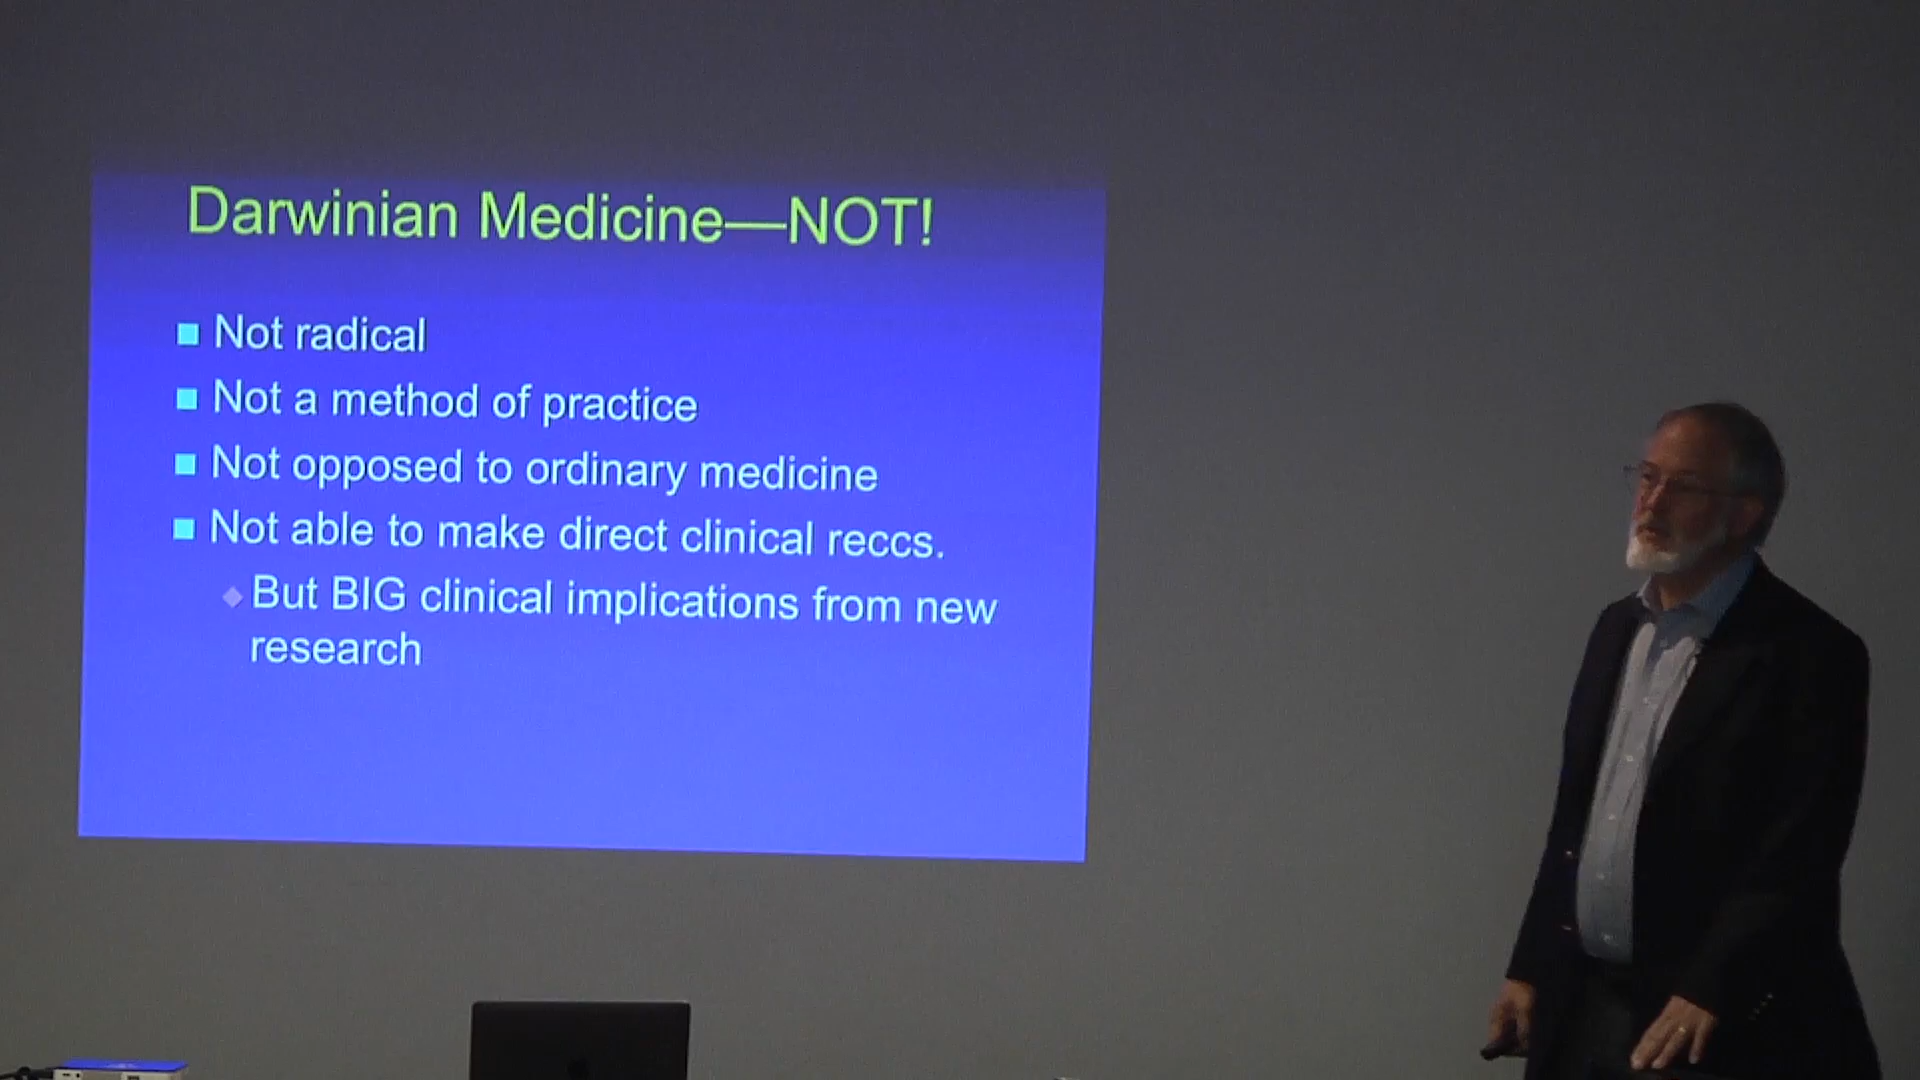 Darwinian Medicine—NOT!
Not radical
Not a method of practice
Not opposed to ordinary medicine
Not able to make direct clinical reccs.
But BIG clinical implications from new
research